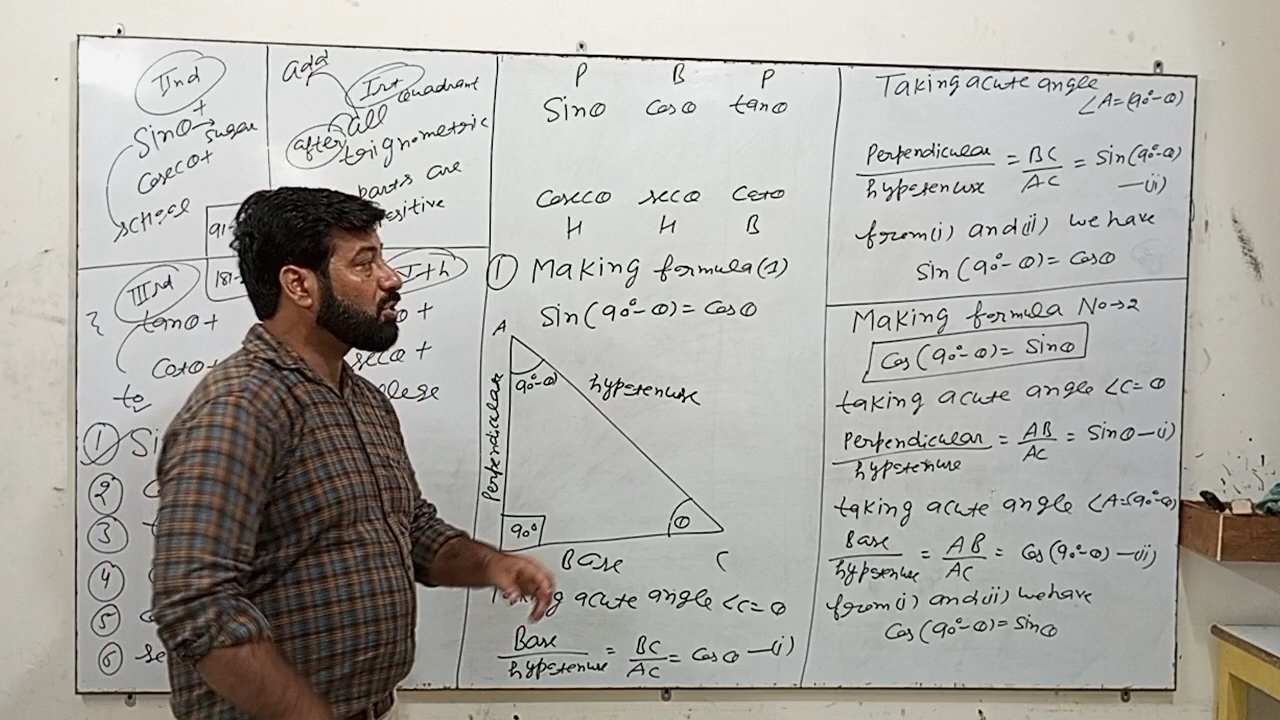 IInd
Sinθ +
→ Sugar
Cosecθ +
school
add
Ist quadrant
after all
trignometric
parts are
91-
181-
IIIrd
tanθ +
Cotθ +
to
θ +
secθ +
① Si
②
③
④
⑤
⑥ se
P B P
Sinθ Cosθ tanθ
Cosecθ secθ Cotθ
H H B
① Making formula (1)
Sin(90°-θ) = Cosθ
A
90°-θ
hypotenuse
Perpendicular
90°
θ
Base
C
Taking acute angle ∠C = θ
Base/hypotenuse = BC/AC = Cosθ —(i)
Taking acute angle
∠A = (90°-θ)
Perpendicular/hypotenuse = BC/AC = Sin(90°-θ)
—(ii)
from (i) and (ii) we have
Sin (90°-θ) = Cosθ
Making formula No → 2
Cos (90°-θ) = Sinθ
taking acute angle ∠C = θ
Perpendicular/hypotenuse = AB/AC = Sinθ —(i)
taking acute angle ∠A = (90°-θ)
Base/hypotenuse = AB/AC = Cos(90°-θ) —(ii)
from (i) and (ii) we have
Cos (90°-θ) = Sinθ